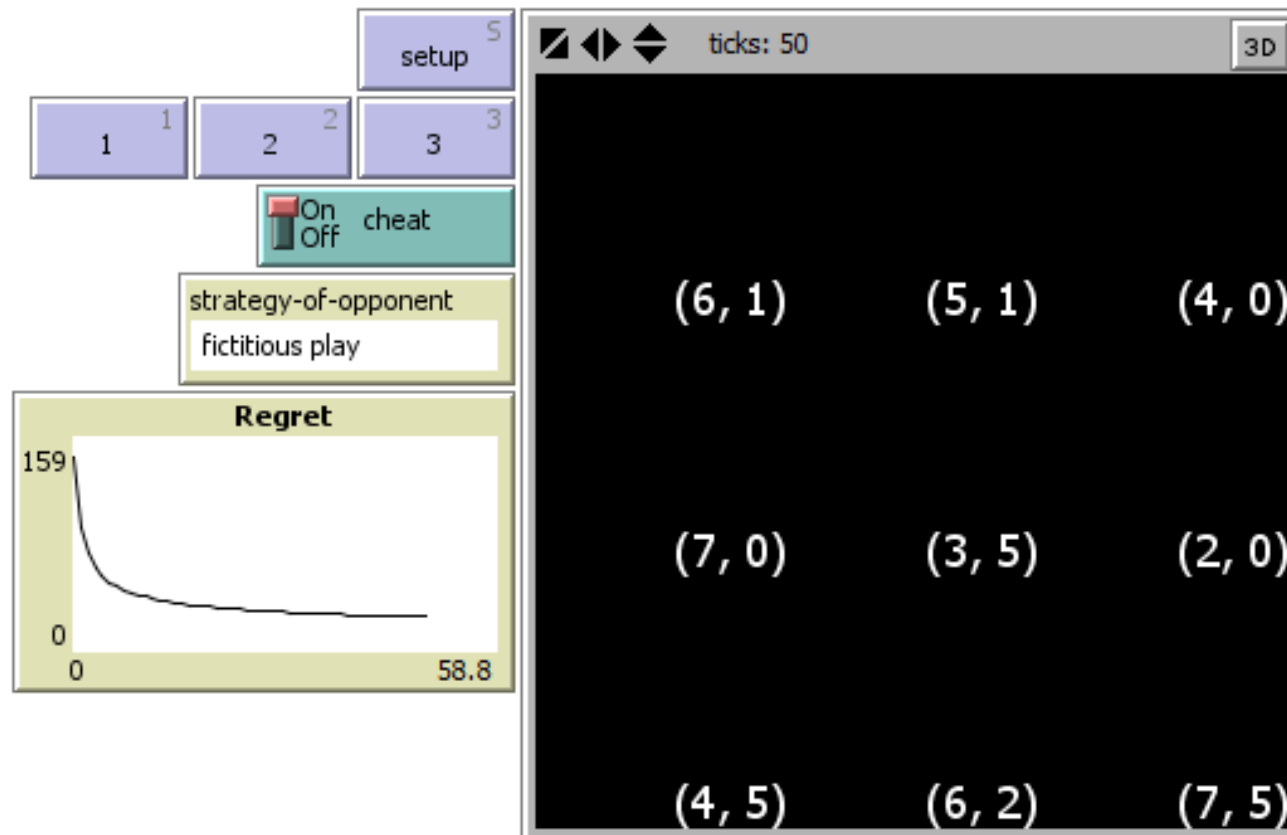 setup S
ticks: 50
3D
1 1
2 2
3 3
On
Off
cheat
strategy-of-opponent
fictitious play
Regret
159
0
0
58.8
(6, 1) (5, 1) (4, 0)
(7, 0) (3, 5) (2, 0)
(4, 5) (6, 2) (7, 5)